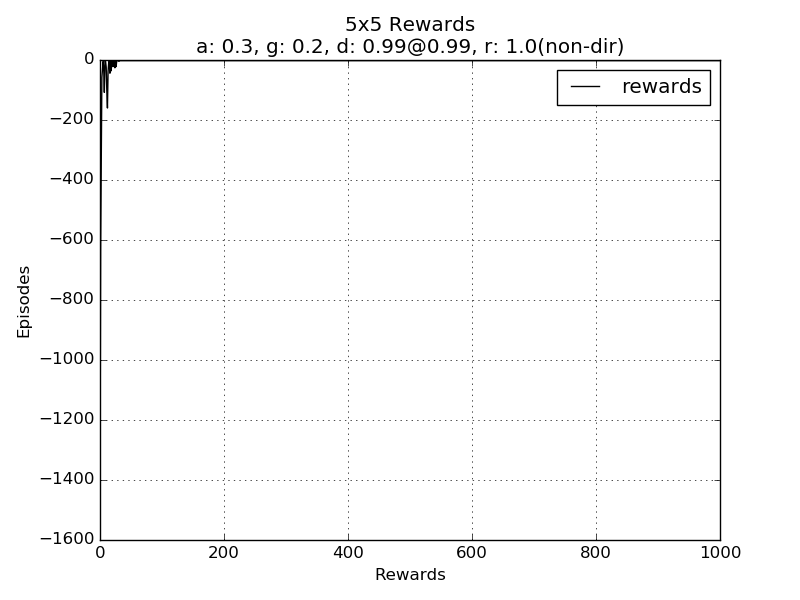 5x5 Rewards
a: 0.3, g: 0.2, d: 0.99@0.99, r: 1.0(non-dir)
rewards
0
−200
−400
−600
−800
−1000
−1200
−1400
−1600
Episodes
0 200 400 600 800 1000
Rewards